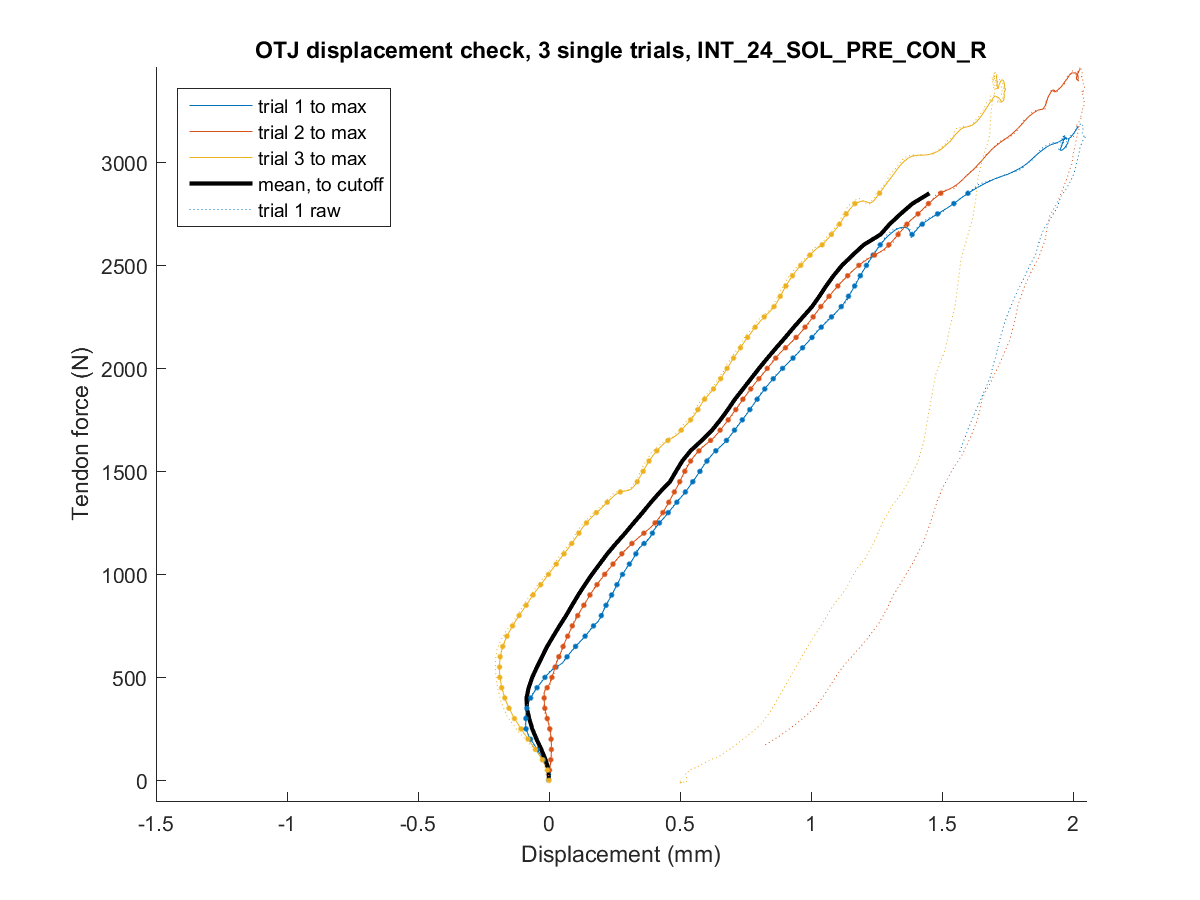 OTJ displacement check, 3 single trials, INT_24_SOL_PRE_CON_R
trial 1 to max
trial 2 to max
trial 3 to max
mean, to cutoff
trial 1 raw
Tendon force (N)
3000
2500
2000
1500
1000
500
0
-1.5 -1 -0.5 0 0.5 1 1.5 2
Displacement (mm)